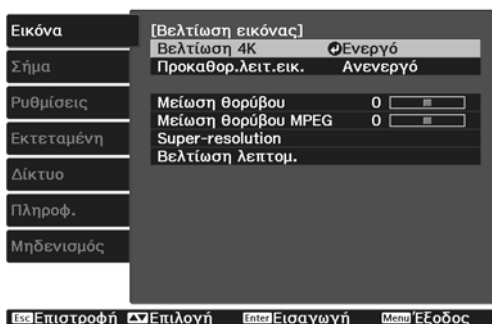 Εικόνα
Σήμα
Ρυθμίσεις
Εκτεταμένη
Δίκτυο
Πληροφ.
Μηδενισμός
[Βελτίωση εικόνας]
Βελτίωση 4K Ενεργό
Προκαθορ.λειτ.εικ. Ανενεργό
Μείωση θορύβου 0
Μείωση θορύβου MPEG 0
Super-resolution
Βελτίωση λεπτομ.
Esc Επιστροφή Επιλογή Enter Εισαγωγή Menu Έξοδος